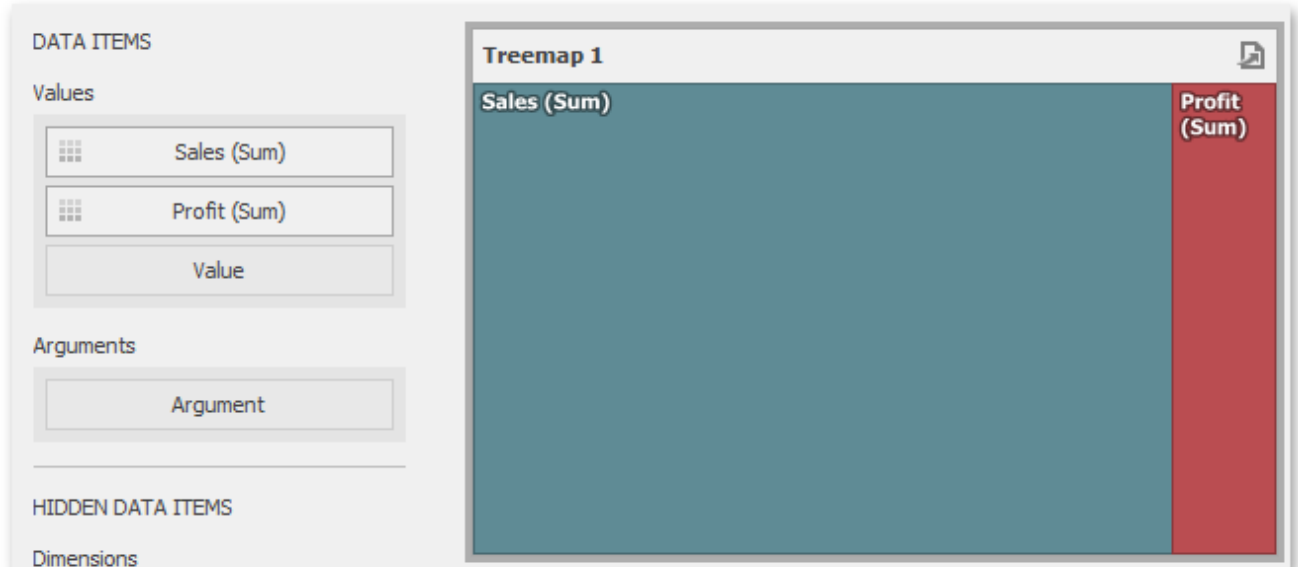 DATA ITEMS
Values
Sales (Sum)
Profit (Sum)
Value
Arguments
Argument
HIDDEN DATA ITEMS
Dimensions
Treemap 1
Sales (Sum)
Profit
(Sum)